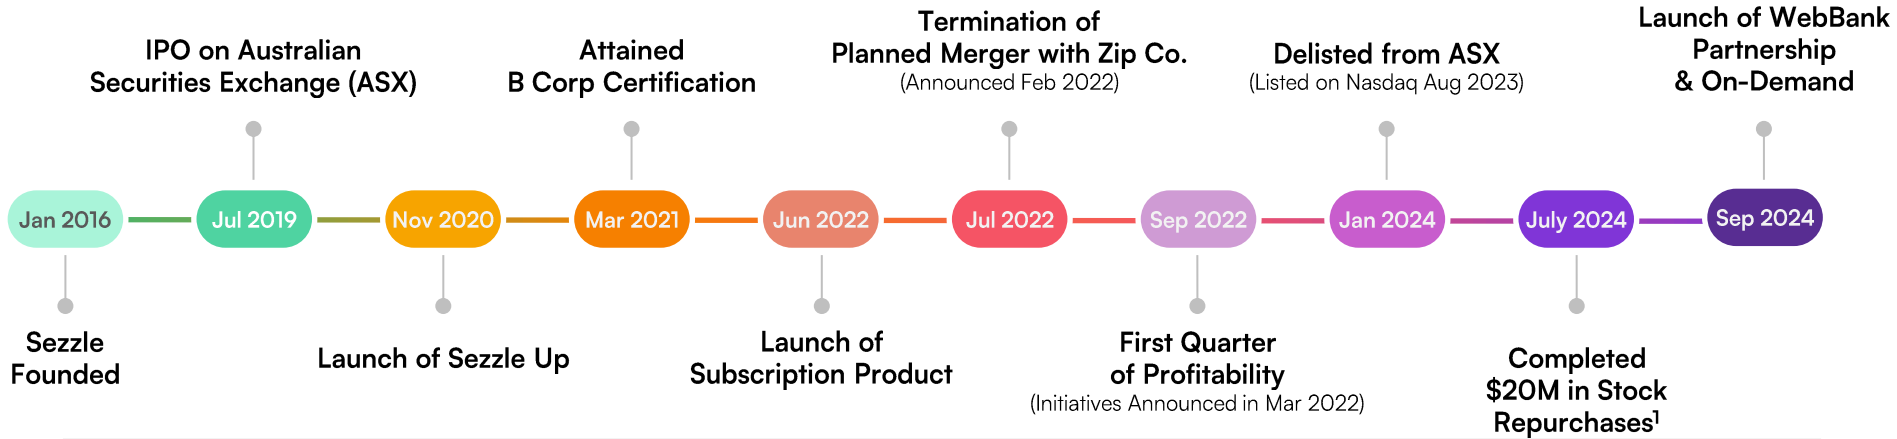 Termination of
Planned Merger with Zip Co.
(Announced Feb 2022)
Launch of WebBank
Partnership
& On-Demand
IPO on Australian
Securities Exchange (ASX)
Attained
B Corp Certification
Delisted from ASX
(Listed on Nasdaq Aug 2023)
Jan 2016
Jul 2019
Nov 2020
Mar 2021
Jun 2022
Jul 2022
Sep 2022
Jan 2024
July 2024
Sep 2024
Sezzle
Founded
Launch of Sezzle Up
Launch of
Subscription Product
First Quarter
of Profitability
(Initiatives Announced in Mar 2022)
Completed
$20M in Stock
Repurchases¹